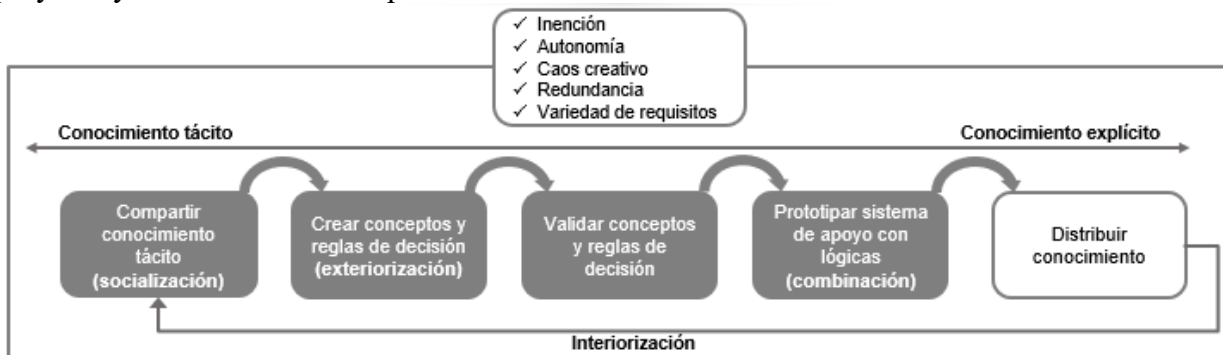 ✓ Inención
✓ Autonomía
✓ Caos creativo
✓ Redundancia
✓ Variedad de requisitos
Conocimiento tácito
Conocimiento explícito
Compartir
conocimiento
tácito
(socialización)
Crear conceptos y
reglas de decisión
(exteriorización)
Validar conceptos
y reglas de
decisión
Prototipar sistema
de apoyo con
lógicas
(combinación)
Distribuir
conocimiento
Interiorización